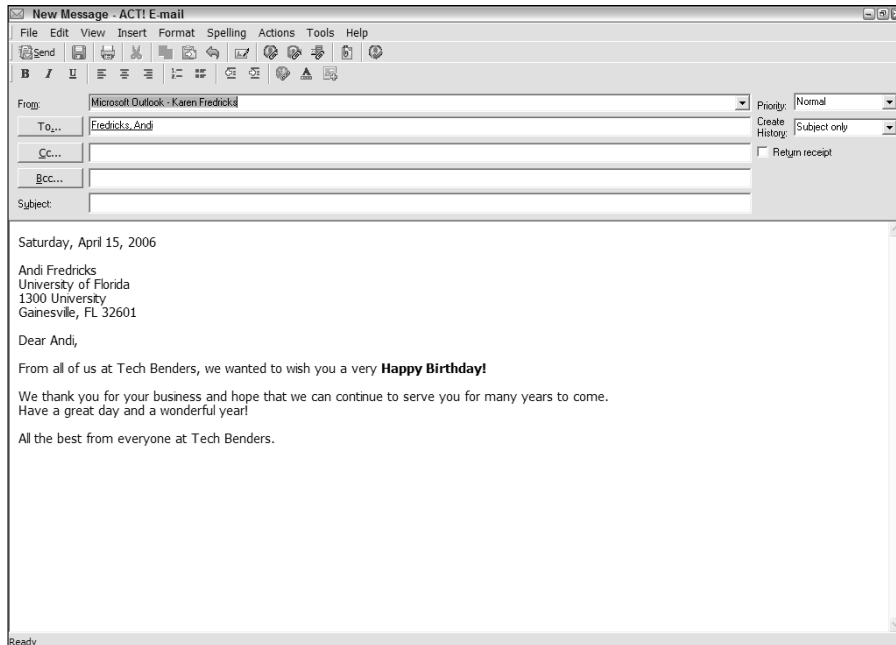 New Message - ACT! E-mail
File Edit View Insert Format Spelling Actions Tools Help
Send
B I U
From: Microsoft Outlook - Karen Fredricks Priority: Normal
To... Fredricks, Andi Create History: Subject only
Cc... Return receipt
Bcc...
Subject:
Saturday, April 15, 2006
Andi Fredricks
University of Florida
1300 University
Gainesville, FL 32601
Dear Andi,
From all of us at Tech Benders, we wanted to wish you a very Happy Birthday!
We thank you for your business and hope that we can continue to serve you for many years to come.
Have a great day and a wonderful year!
All the best from everyone at Tech Benders.
Ready